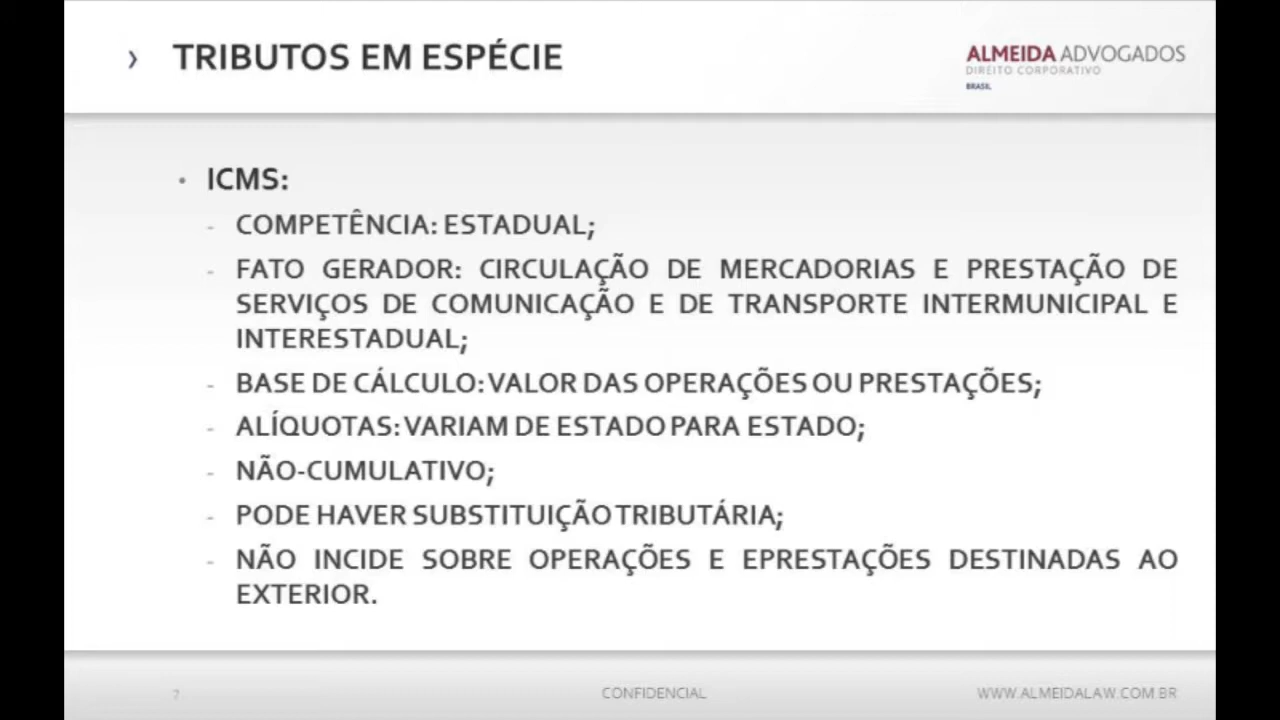 › TRIBUTOS EM ESPÉCIE
ALMEIDA ADVOGADOS
DIREITO CORPORATIVO
BRASIL
• ICMS:
- COMPETÊNCIA: ESTADUAL;
- FATO GERADOR: CIRCULAÇÃO DE MERCADORIAS E PRESTAÇÃO DE
SERVIÇOS DE COMUNICAÇÃO E DE TRANSPORTE INTERMUNICIPAL E
INTERESTADUAL;
- BASE DE CÁLCULO: VALOR DAS OPERAÇÕES OU PRESTAÇÕES;
- ALÍQUOTAS: VARIAM DE ESTADO PARA ESTADO;
- NÃO-CUMULATIVO;
- PODE HAVER SUBSTITUIÇÃO TRIBUTÁRIA;
- NÃO INCIDE SOBRE OPERAÇÕES E EPRESTAÇÕES DESTINADAS AO
EXTERIOR.
7
CONFIDENCIAL
WWW.ALMEIDALAW.COM.BR